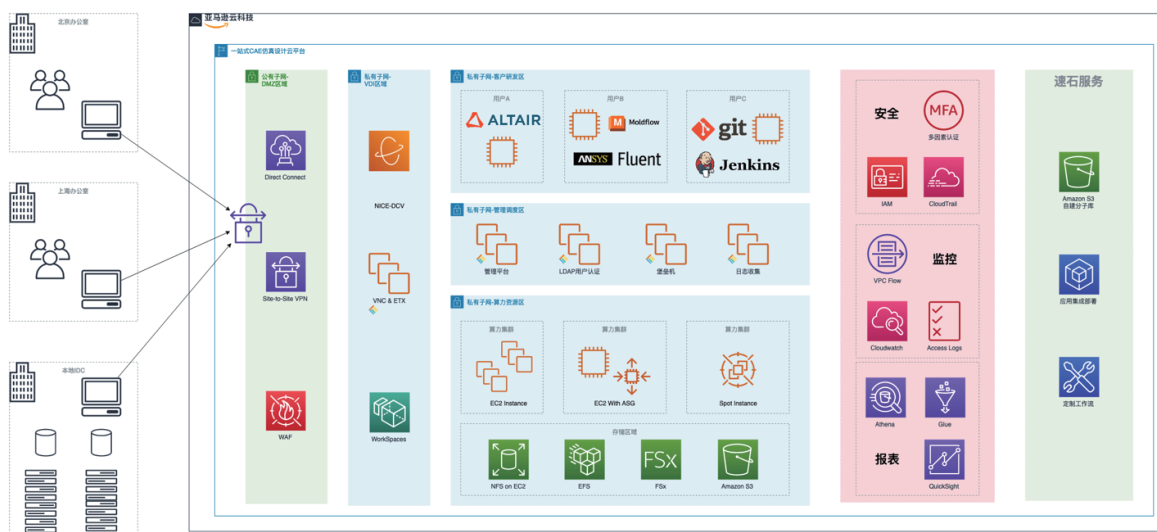 北京办公室
上海办公室
本地IDC
亚马逊云科技
一站式CAE仿真设计云平台
公有子网-
DMZ区域
Direct Connect
Site-to-Site VPN
WAF
私有子网-
VDI区域
NICE-DCV
VNC & ETX
WorkSpaces
私有子网-客户研发区
用户A
ALTAIR
用户B
Moldflow
ANSYS Fluent
用户C
git
Jenkins
私有子网-管理调度区
管理平台
LDAP用户认证
堡垒机
日志收集
私有子网-算力资源区
算力集群
EC2 Instance
算力集群
EC2 With ASG
算力集群
Spot Instance
存储区域
NFS on EC2
EFS
FSx
FSx
Amazon S3
安全
MFA
多因素认证
IAM
CloudTrail
VPC Flow
监控
Cloudwatch
Access Logs
Athena
Glue
报表
QuickSight
速石服务
Amazon S3
自建分子库
应用集成部署
定制工作流